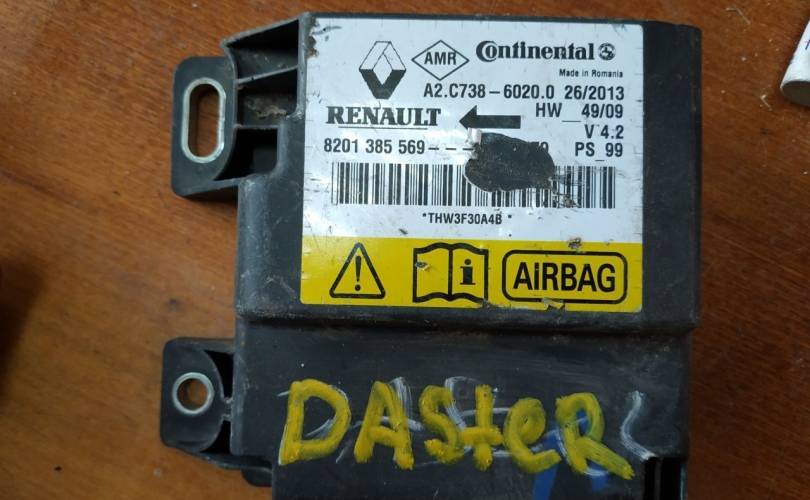 AMR Continental
Made in Romania
A2.C738-6020.0 26/2013
RENAULT HW_49/09
V 4.2
8201 385 569--- PS_99
*THW3F30A4B*
i AiRBAG
DASteR